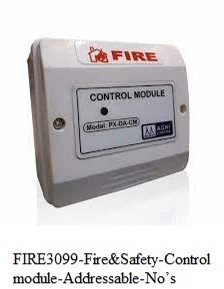 FIRE
CONTROL MODULE
Model: PX-DA-CM
AGNI
FIRE3099-Fire&Safety-Control
module-Addressable-No's